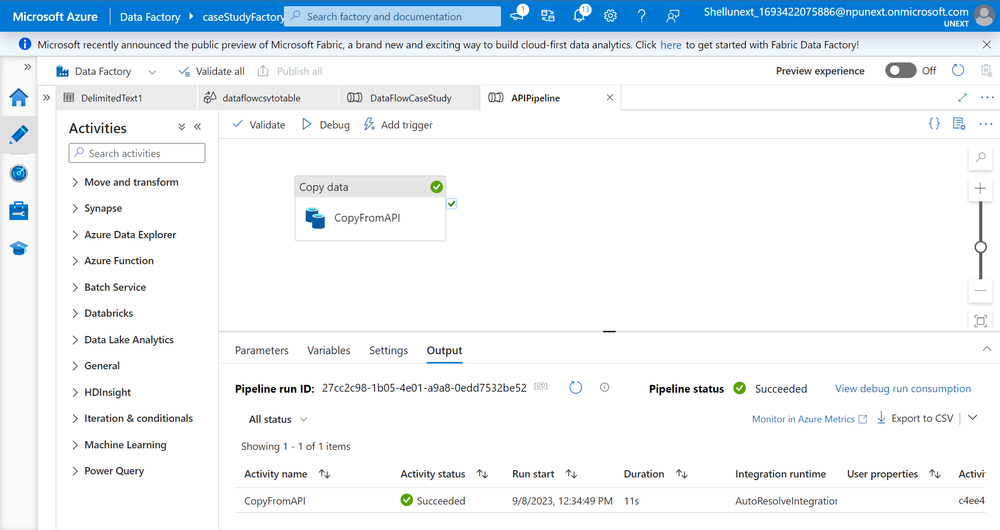 Microsoft Azure Data Factory caseStudyFactory Search factory and documentation 1 13 Shellunext_1693422075886@npunext.onmicrosoft.com
UNEXT
Microsoft recently announced the public preview of Microsoft Fabric, a brand new and exciting way to build cloud-first data analytics. Click here to get started with Fabric Data Factory!
Data Factory Validate all Publish all Preview experience Off
DelimitedText1 dataflowcsvtotable DataFlowCaseStudy APIPipeline
Activities
Validate Debug Add trigger
Search activities
Move and transform
Synapse
Azure Data Explorer
Azure Function
Batch Service
Databricks
Data Lake Analytics
General
HDInsight
Iteration & conditionals
Machine Learning
Power Query
Copy data
CopyFromAPI
Parameters Variables Settings Output
Pipeline run ID: 27cc2c98-1b05-4e01-a9a8-0edd7532be52 [@] Pipeline status Succeeded View debug run consumption
All status Monitor in Azure Metrics Export to CSV
Showing 1 - 1 of 1 items
Activity name Activity status Run start Duration Integration runtime User properties Activi
CopyFromAPI Succeeded 9/8/2023, 12:34:49 PM 11s AutoResolveIntegration c4ee4